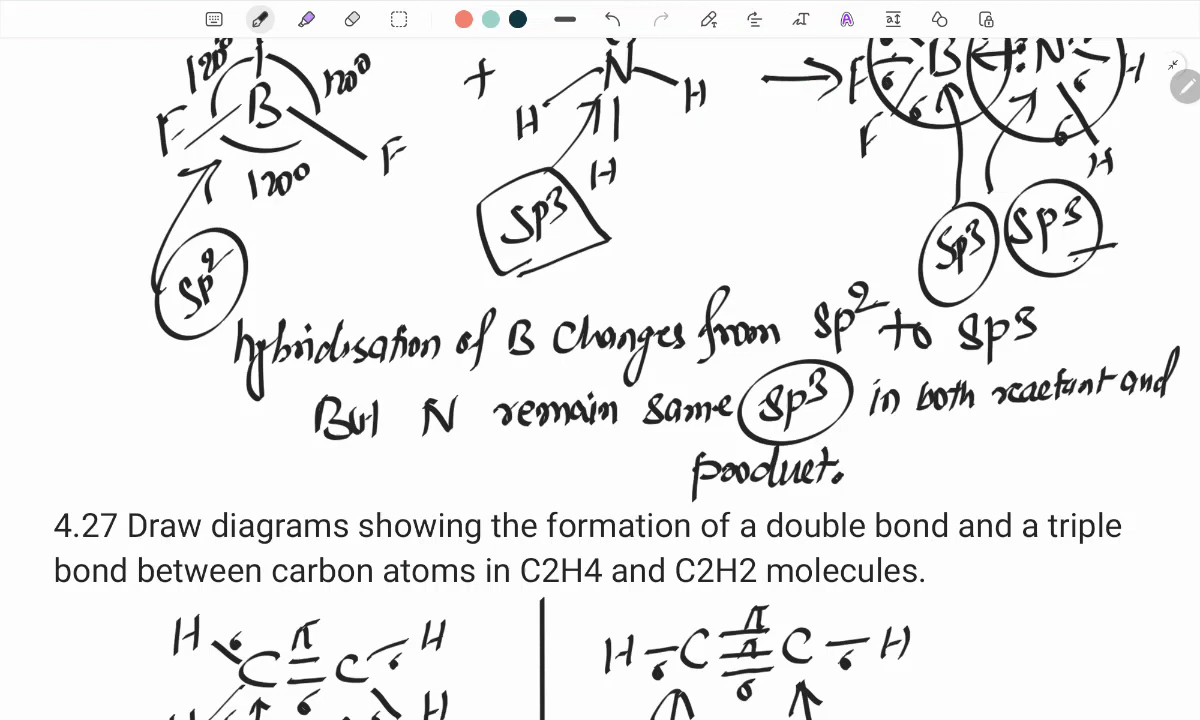 120° 120°
B + N → F B ← N H
F H H F
F 120° H H
sp2 sp3 sp3 sp3
hybridisation of B Changes from sp2 to sp3
But N remain same sp3 in both reactant and
product.
4.27 Draw diagrams showing the formation of a double bond and a triple
bond between carbon atoms in C2H4 and C2H2 molecules.
H σ π H π
C = C σ H - C ≡ C - H
σ π σ
σ H σ